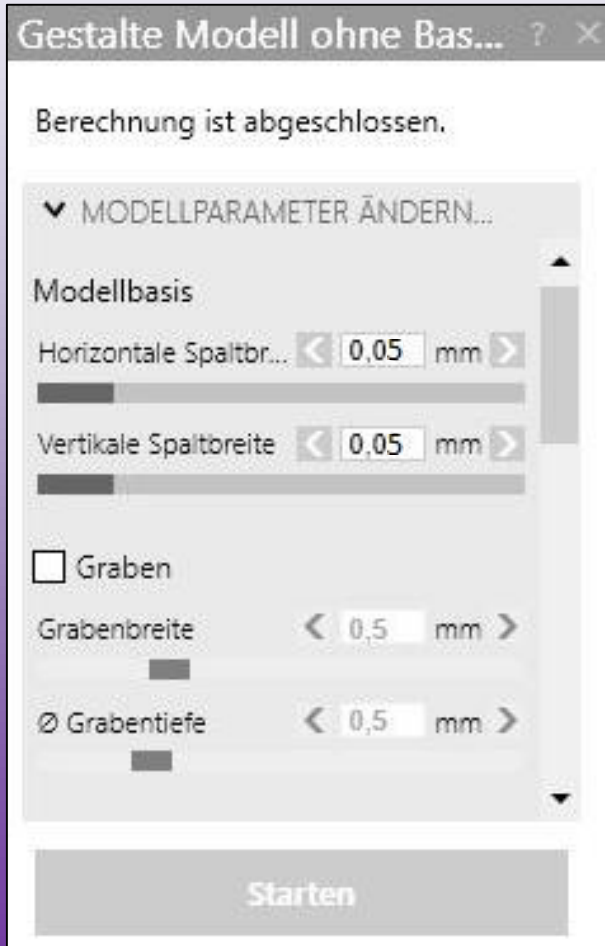 Gestalte Modell ohne Bas... ? ×
Berechnung ist abgeschlossen.
MODELLPARAMETER ÄNDERN...
Modellbasis
Horizontale Spaltbr... < 0,05 mm >
Vertikale Spaltbreite < 0,05 mm >
Graben
Grabenbreite < 0,5 mm >
Ø Grabentiefe < 0,5 mm >
Starten